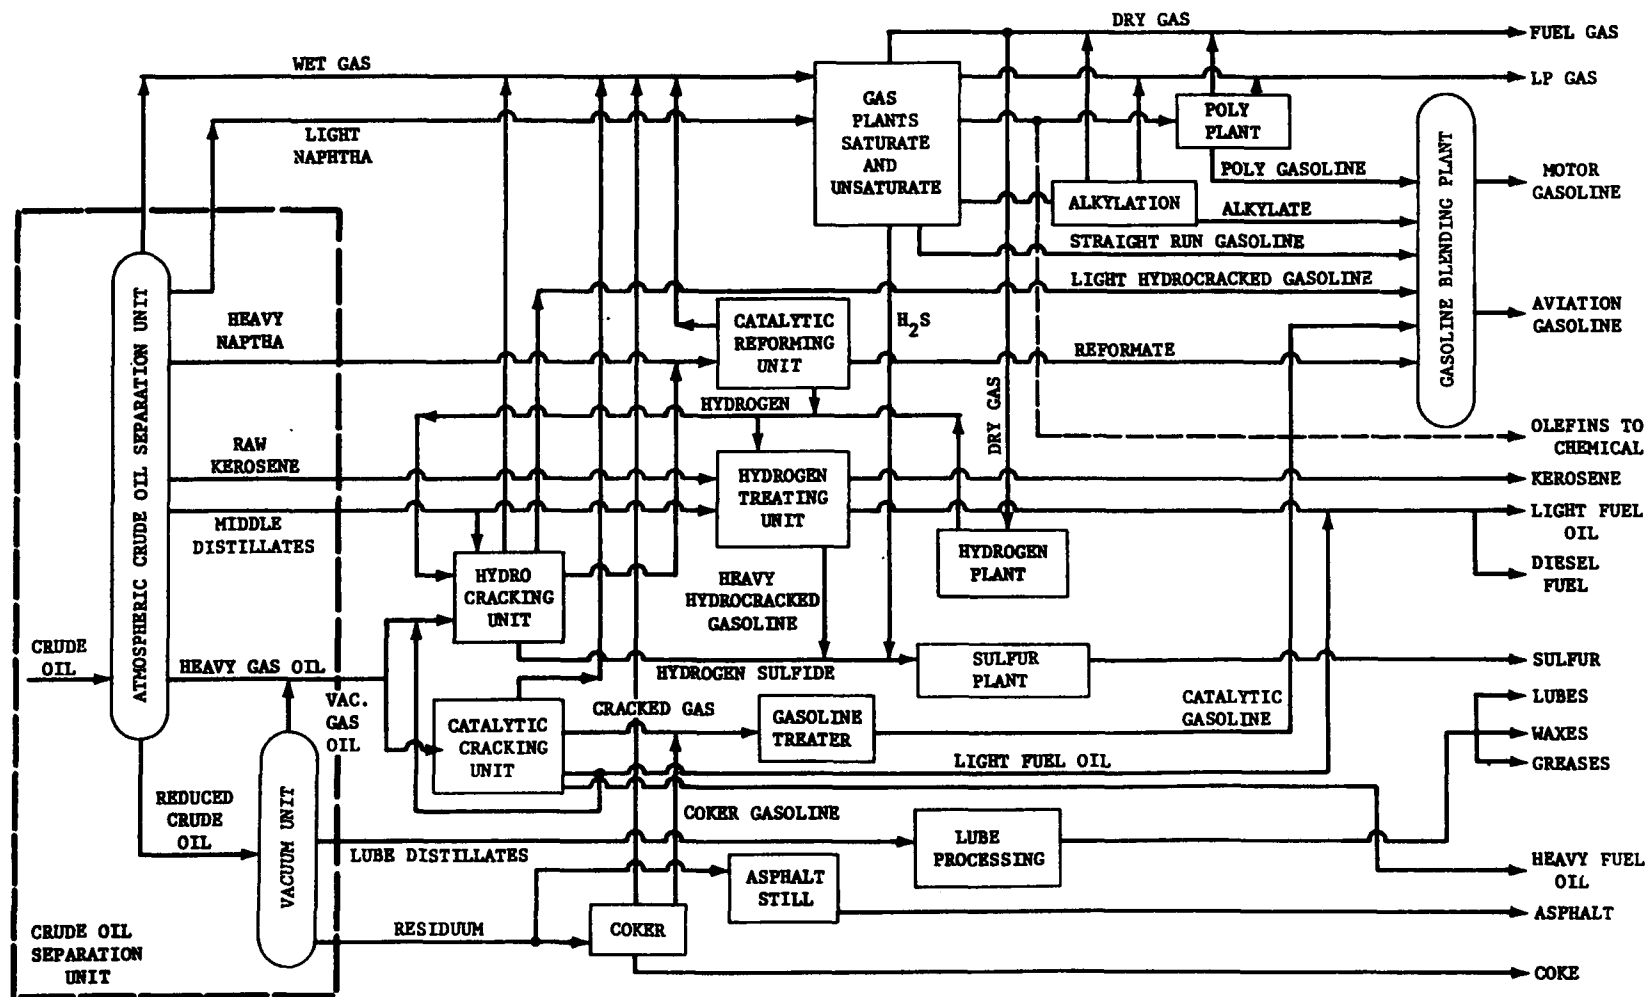 DRY GAS
FUEL GAS
WET GAS
LP GAS
GAS
PLANTS
SATURATE
AND
UNSATURATE
POLY
PLANT
LIGHT
NAPHTHA
POLY GASOLINE
MOTOR
GASOLINE
ALKYLATION
ALKYLATE
STRAIGHT RUN GASOLINE
LIGHT HYDROCRACKED GASOLINE
GASOLINE BLENDING PLANT
ATMOSPHERIC CRUDE OIL SEPARATION UNIT
HEAVY
NAPTHA
CATALYTIC
REFORMING
UNIT
H2S
AVIATION
GASOLINE
REFORMATE
HYDROGEN
DRY GAS
OLEFINS TO
CHEMICAL
RAW
KEROSENE
HYDROGEN
TREATING
UNIT
KEROSENE
MIDDLE
DISTILLATES
LIGHT FUEL
OIL
HYDRO
CRACKING
UNIT
HEAVY
HYDROCRACKED
GASOLINE
HYDROGEN
PLANT
DIESEL
FUEL
CRUDE
OIL
HEAVY GAS OIL
HYDROGEN SULFIDE
SULFUR
PLANT
SULFUR
VAC.
GAS
OIL
CATALYTIC
CRACKING
UNIT
CRACKED GAS
GASOLINE
TREATER
CATALYTIC
GASOLINE
LUBES
WAXES
GREASES
LIGHT FUEL OIL
REDUCED
CRUDE
OIL
VACUUM UNIT
COKER GASOLINE
LUBE DISTILLATES
LUBE
PROCESSING
HEAVY FUEL
OIL
ASPHALT
STILL
ASPHALT
RESIDUUM
COKER
COKE
CRUDE OIL
SEPARATION
UNIT